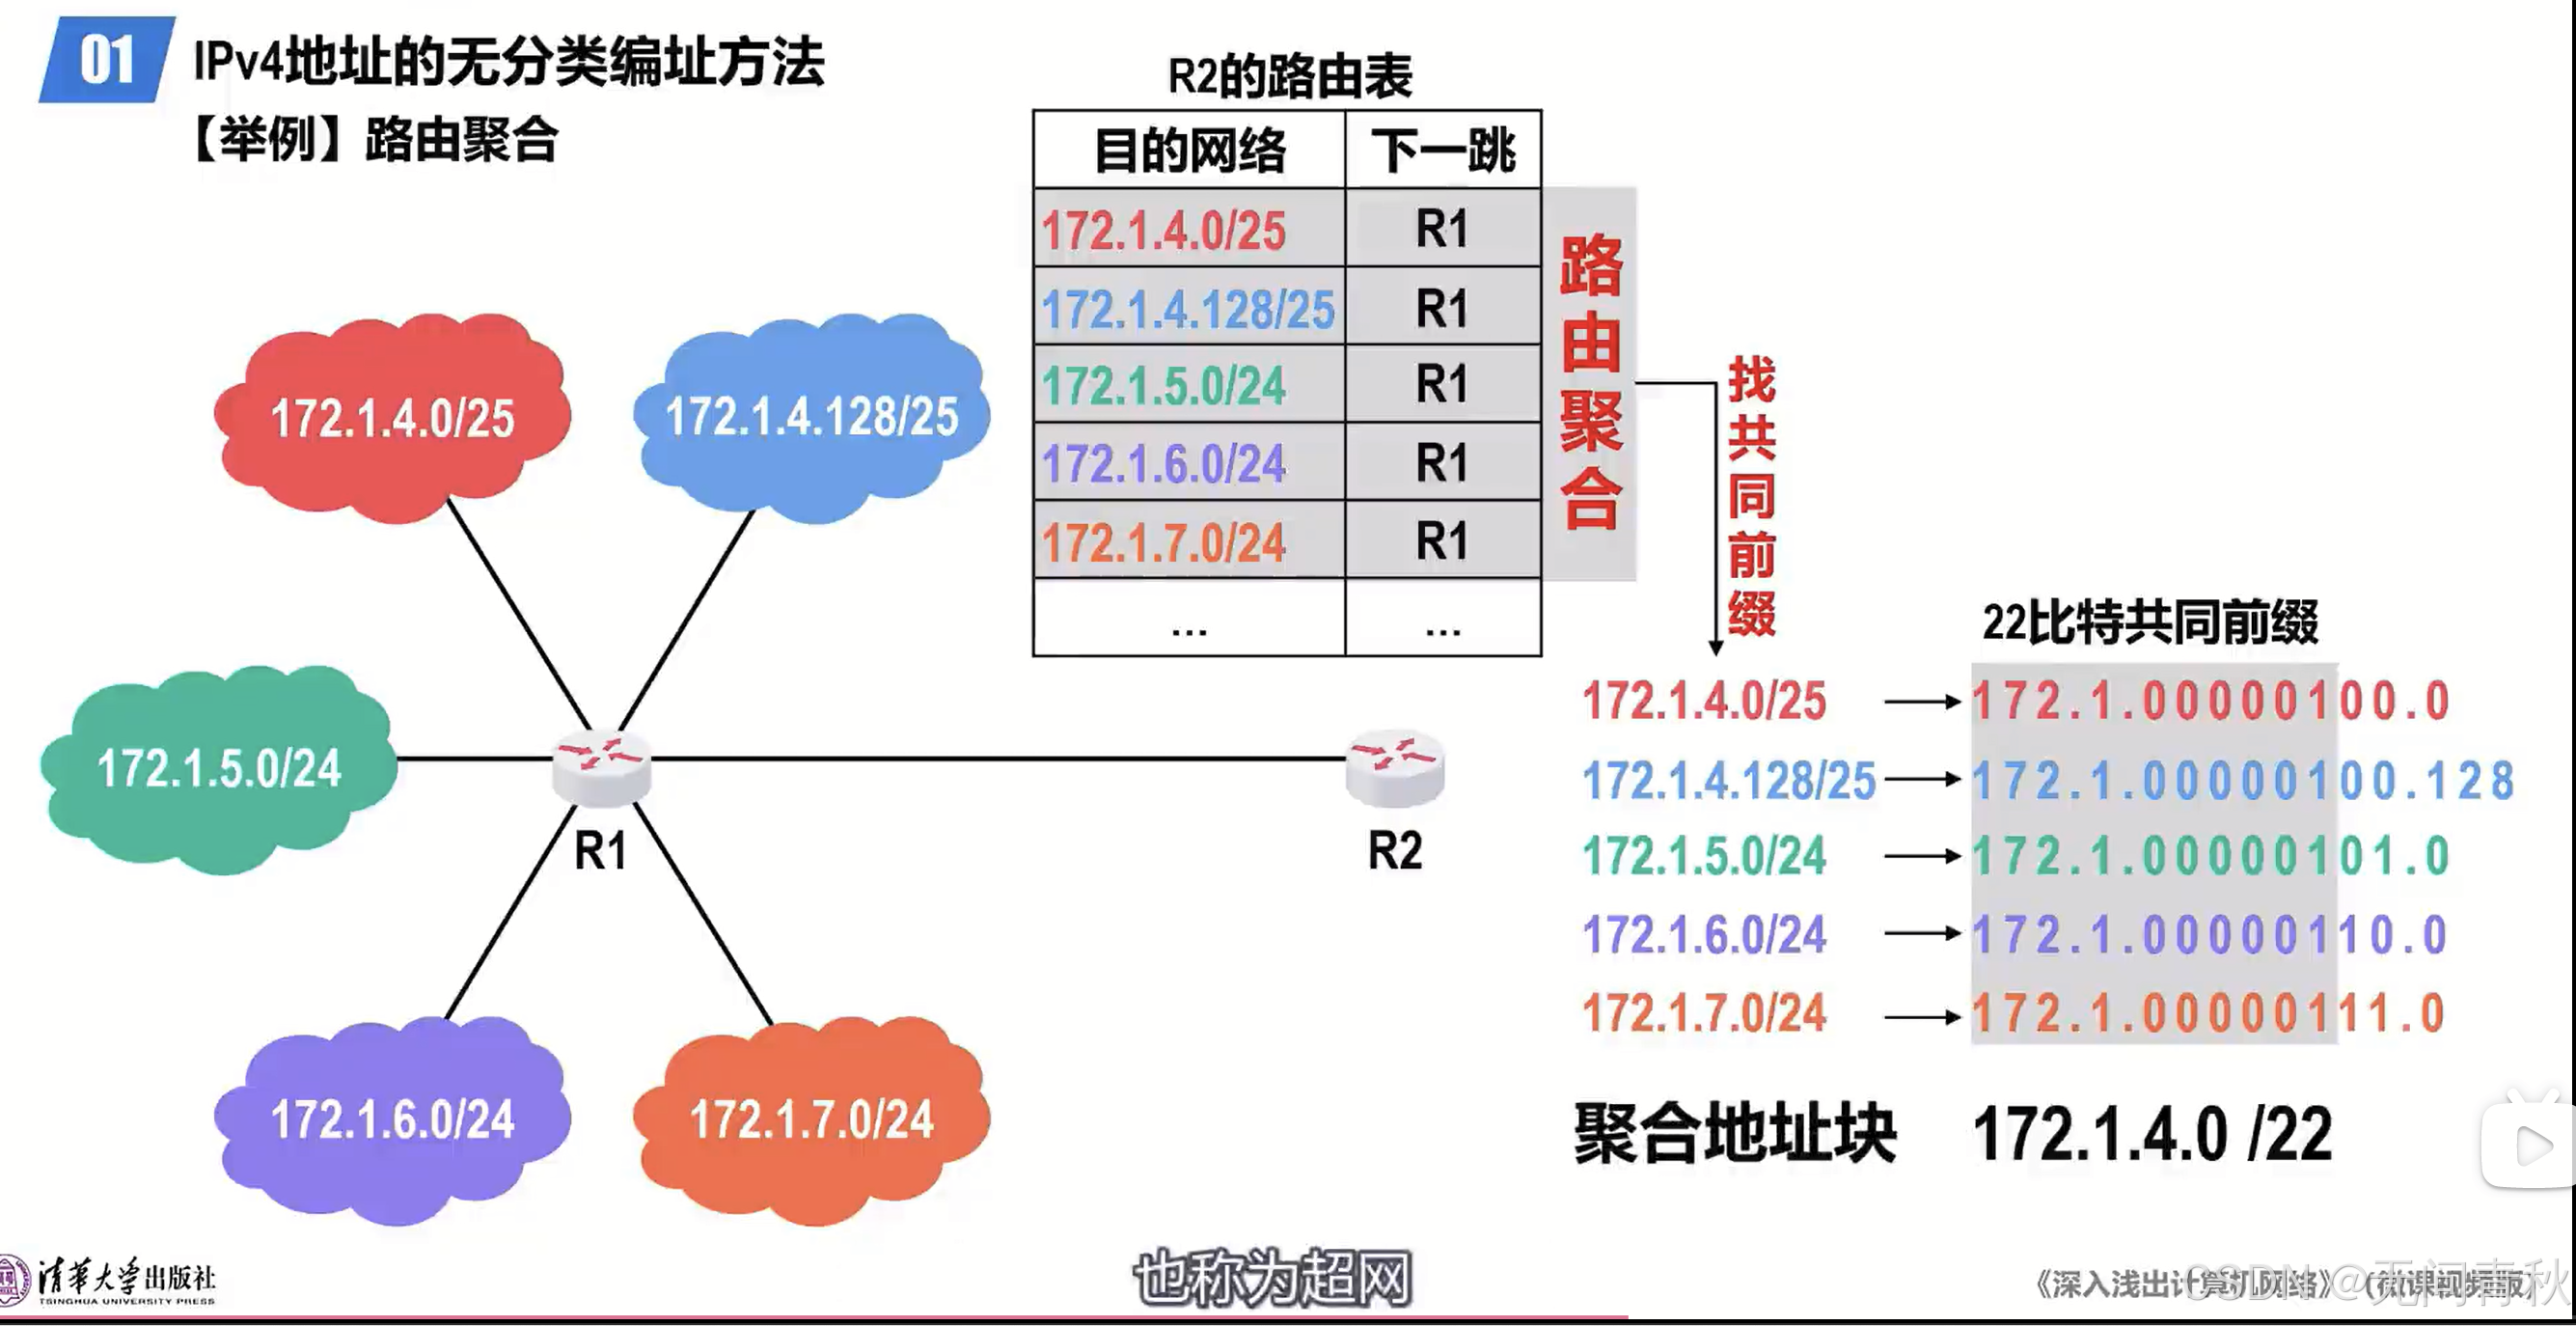 01
IPv4地址的无分类编址方法
【举例】路由聚合
R2的路由表
目的网络 下一跳
172.1.4.0/25 R1
172.1.4.128/25 R1
172.1.5.0/24 R1
172.1.6.0/24 R1
172.1.7.0/24 R1
... ...
路由聚合
找共同前缀
172.1.4.0/25
172.1.4.128/25
172.1.5.0/24
172.1.6.0/24
172.1.7.0/24
R1
R2
22比特共同前缀
172.1.4.0/25 → 172.1.00000100.0
172.1.4.128/25 → 172.1.00000100.128
172.1.5.0/24 → 172.1.00000101.0
172.1.6.0/24 → 172.1.00000110.0
172.1.7.0/24 → 172.1.00000111.0
聚合地址块 172.1.4.0 /22
也称为超网
清华大学出版社
TSINGHUA UNIVERSITY PRESS
《深入浅出计算机网络》(微课视频版)
CSDN @无问青秋